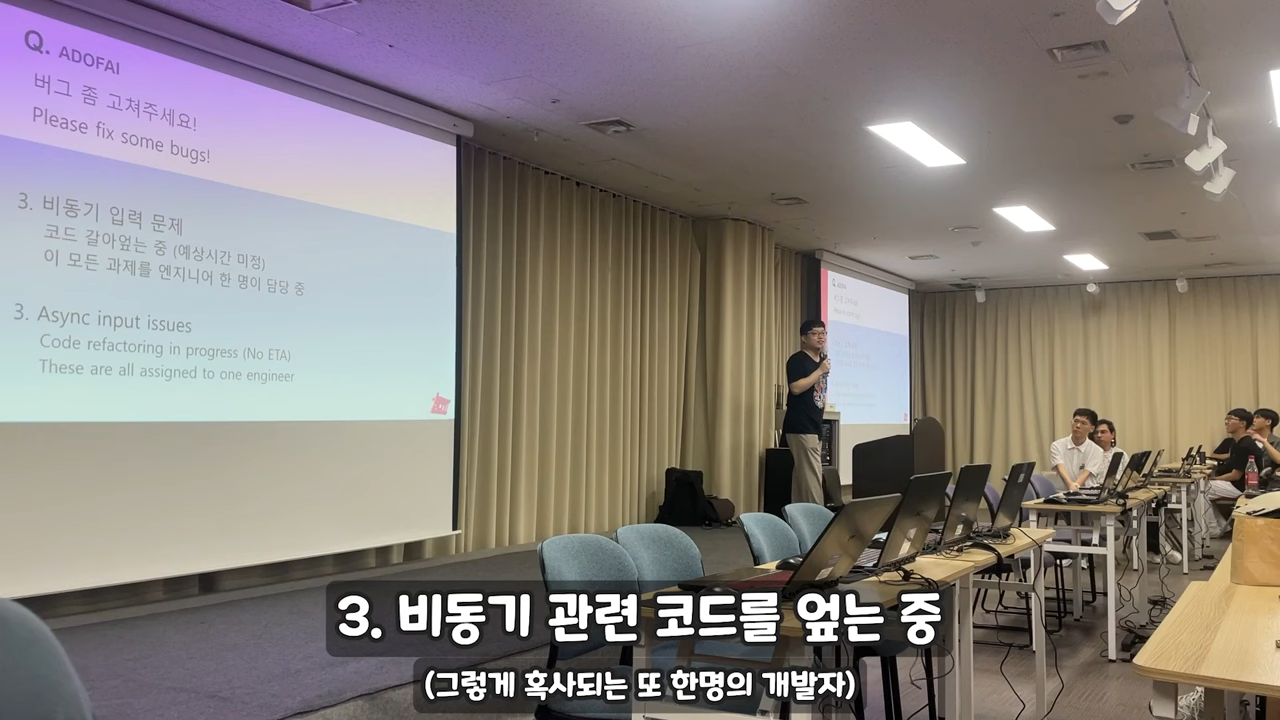 Q. ADOFAI
버그 좀 고쳐주세요!
Please fix some bugs!
3. 비동기 입력 문제
코드 갈아엎는 중 (예상시간 미정)
이 모든 과제를 엔지니어 한 명이 담당 중
3. Async input issues
Code refactoring in progress (No ETA)
These are all assigned to one engineer
3. 비동기 관련 코드를 엎는 중
(그렇게 혹사되는 또 한명의 개발자)